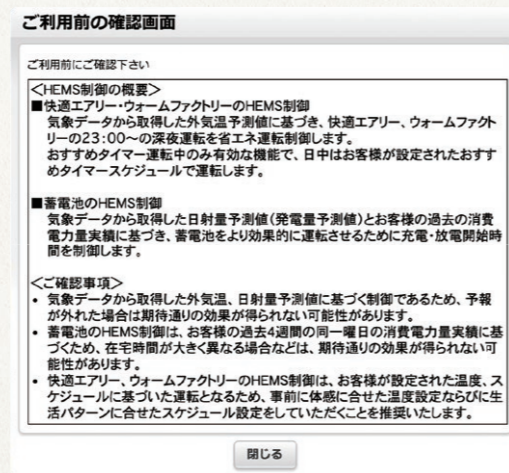 ご利用前の確認画面
ご利用前にご確認下さい
＜HEMS制御の概要＞
■快適エアリー・ウォームファクトリーのHEMS制御
気象データから取得した外気温予測値に基づき、快適エアリー、ウォームファクト
リーの23:00～の深夜運転を省エネ運転制御します。
おすすめタイマー運転中のみ有効な機能で、日中はお客様が設定されたおすす
めタイマースケジュールで運転します。
■蓄電池のHEMS制御
気象データから取得した日射量予測値(発電量予測値)とお客様の過去の消費
電力量実績に基づき、蓄電池をより効果的に運転させるために充電・放電開始時
間を制御します。
＜ご確認事項＞
• 気象データから取得した外気温、日射量予測値に基づく制御であるため、予報
が外れた場合は期待通りの効果が得られない可能性があります。
• 蓄電池のHEMS制御は、お客様の過去4週間の同一曜日の消費電力量実績に基
づくため、在宅時間が大きく異なる場合などは、期待通りの効果が得られない可
能性があります。
• 快適エアリー、ウォームファクトリーのHEMS制御は、お客様が設定された温度、ス
ケジュールに基づいた運転となるため、事前に体感に合せた温度設定ならびに生
活パターンに合せたスケジュール設定をしていただくことを推奨いたします。
閉じる